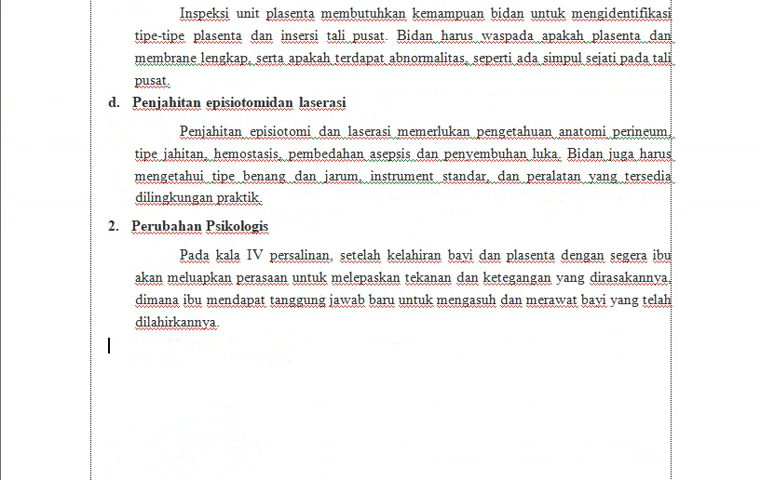 Inspeksi unit plasenta membutuhkan kemampuan bidan untuk mengidentifikasi
tipe-tipe plasenta dan insersi tali pusat. Bidan harus waspada apakah plasenta dan
membrane lengkap, serta apakah terdapat abnormalitas, seperti ada simpul sejati pada tali
pusat.
d. Penjahitan episiotomidan laserasi
Penjahitan episiotomi dan laserasi memerlukan pengetahuan anatomi perineum,
tipe jahitan, hemostasis, pembedahan asepsis dan penyembuhan luka. Bidan juga harus
mengetahui tipe benang dan jarum, instrument standar, dan peralatan yang tersedia
dilingkungan praktik.
2. Perubahan Psikologis
Pada kala IV persalinan, setelah kelahiran bayi dan plasenta dengan segera ibu
akan meluapkan perasaan untuk melepaskan tekanan dan ketegangan yang dirasakannya,
dimana ibu mendapat tanggung jawab baru untuk mengasuh dan merawat bayi yang telah
dilahirkannya.